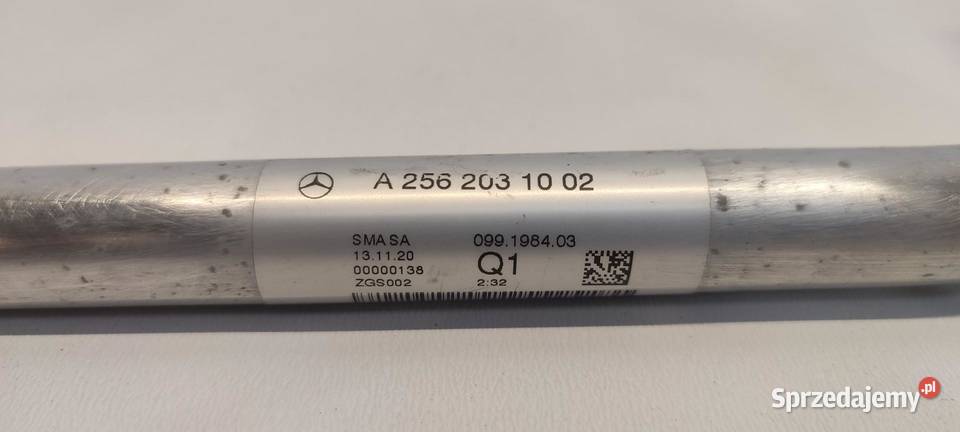 A 256 203 10 02
SMA SA 099.1984.03
13.11.20 Q1
00000138
ZGS002 2:32
Sprzedajemy.pl